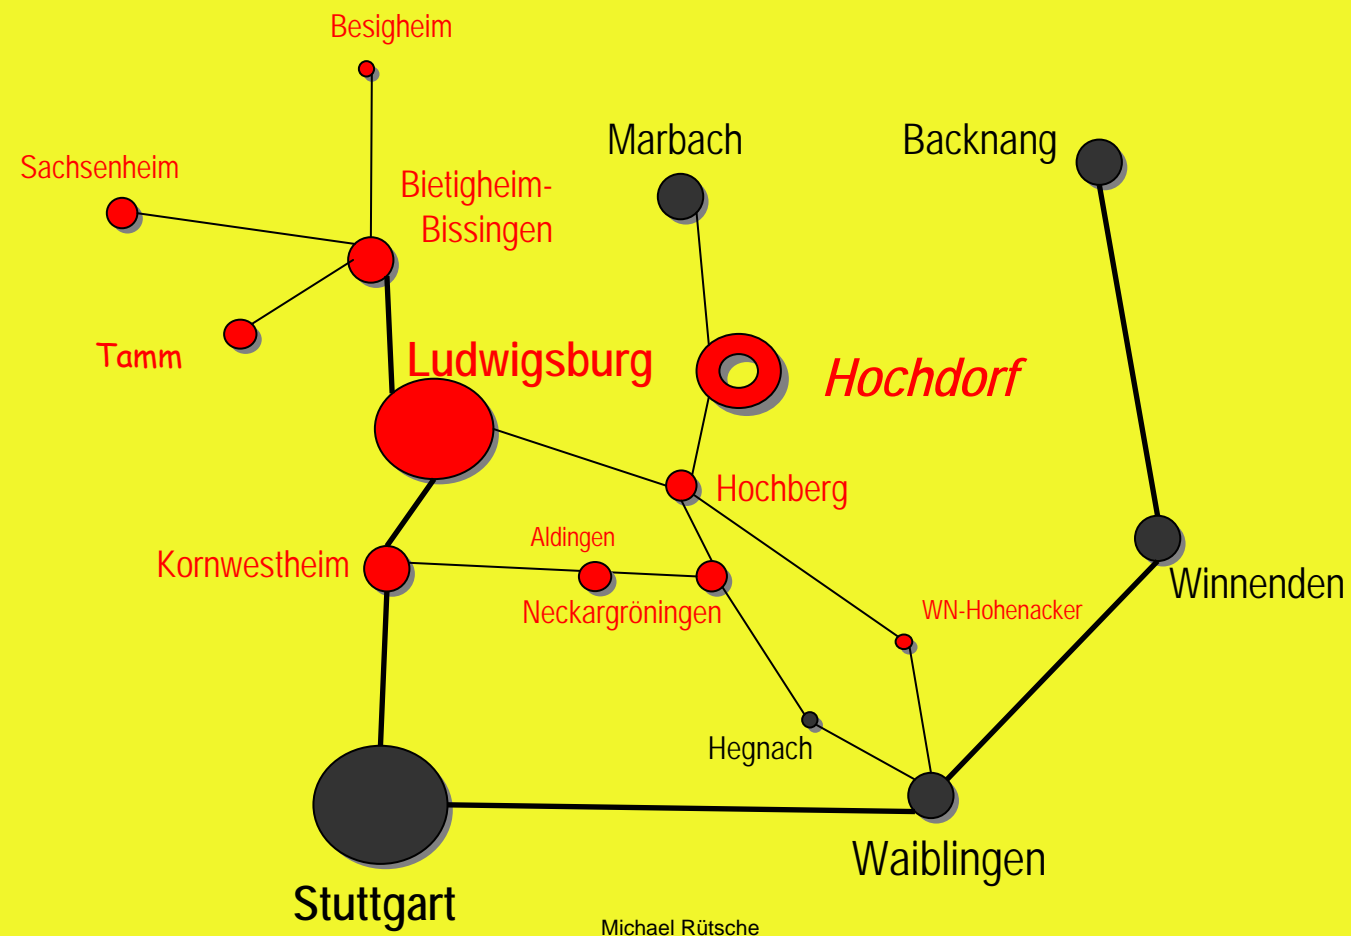 Besigheim
Marbach
Backnang
Sachsenheim
Bietigheim-
Bissingen
Tamm
Ludwigsburg
Hochdorf
Hochberg
Aldingen
Kornwestheim
Neckargröningen
WN-Hohenacker
Winnenden
Hegnach
Waiblingen
Stuttgart
Michael Rütsche